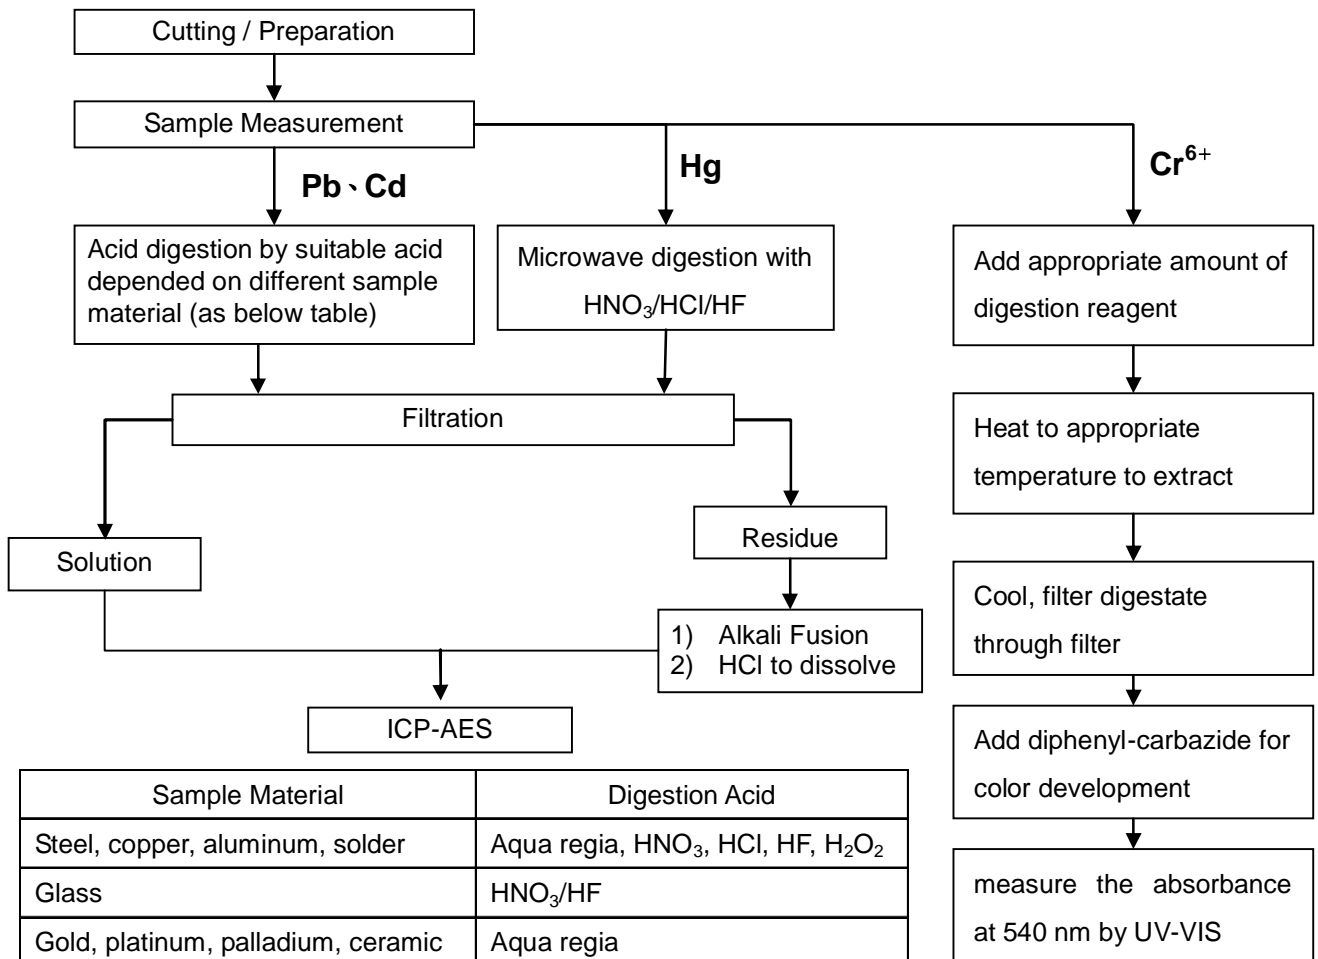 Cutting / Preparation
Sample Measurement
Pb、Cd
Hg
Cr⁶⁺
Acid digestion by suitable acid
depended on different sample
material (as below table)
Microwave digestion with
HNO₃/HCl/HF
Add appropriate amount of
digestion reagent
Filtration
Heat to appropriate
temperature to extract
Solution
Residue
Cool, filter digestate
through filter
1) Alkali Fusion
2) HCl to dissolve
ICP-AES
Add diphenyl-carbazide for
color development
measure the absorbance
at 540 nm by UV-VIS
Sample Material Digestion Acid
Steel, copper, aluminum, solder Aqua regia, HNO₃, HCl, HF, H₂O₂
Glass HNO₃/HF
Gold, platinum, palladium, ceramic Aqua regia